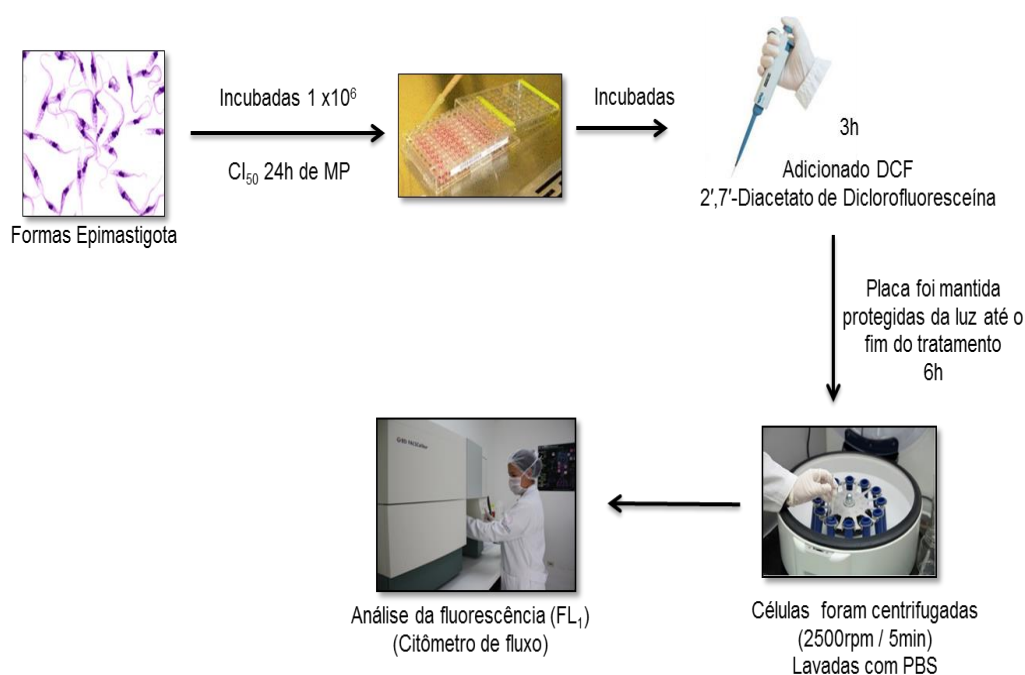 Formas Epimastigota
Incubadas 1 x10⁶
CI₅₀ 24h de MP
Incubadas
3h
Adicionado DCF
2′,7′-Diacetato de Diclorofluoresceína
Placa foi mantida
protegidas da luz até o
fim do tratamento
6h
Células foram centrifugadas
(2500rpm / 5min)
Lavadas com PBS
Análise da fluorescência (FL₁)
(Citômetro de fluxo)